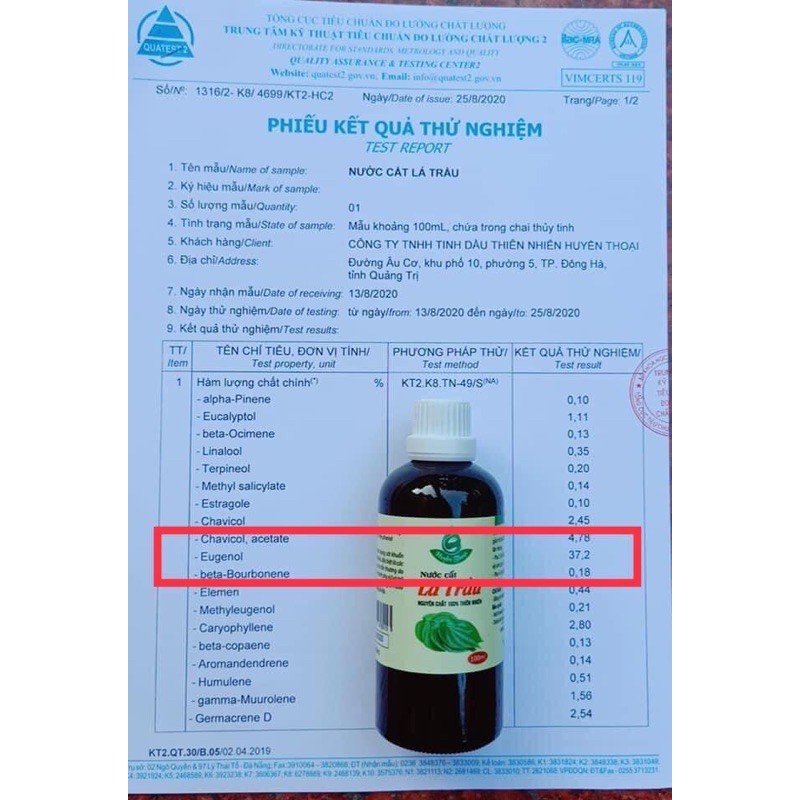 TỔNG CỤC TIÊU CHUẨN ĐO LƯỜNG CHẤT LƯỢNG
TRUNG TÂM KỸ THUẬT TIÊU CHUẨN ĐO LƯỜNG CHẤT LƯỢNG 2
DIRECTORATE FOR STANDARDS, METROLOGY AND QUALITY
QUALITY ASSURANCE & TESTING CENTER2
Website: quatest2.gov.vn; Email: info@quatest2.gov.vn
QUATEST 2
ilac-MRA
VIMCERTS 119
Số/Nº: 1316/2- K8/ 4699/KT2-HC2 Ngày/Date of issue: 25/8/2020 Trang/Page: 1/2
PHIẾU KẾT QUẢ THỬ NGHIỆM
TEST REPORT
1. Tên mẫu/Name of sample: NƯỚC CẤT LÁ TRẦU
2. Ký hiệu mẫu/Mark of sample:
3. Số lượng mẫu/Quantity: 01
4. Tình trạng mẫu/State of sample: Mẫu khoảng 100mL, chứa trong chai thủy tinh
5. Khách hàng/Client: CÔNG TY TNHH TINH DẦU THIÊN NHIÊN HUYỀN THOẠI
6. Địa chỉ/Address: Đường Âu Cơ, khu phố 10, phường 5, TP. Đông Hà,
tỉnh Quảng Trị
7. Ngày nhận mẫu/Date of receiving: 13/8/2020
8. Ngày thử nghiệm/Date of testing: từ ngày/from: 13/8/2020 đến ngày/to: 25/8/2020
9. Kết quả thử nghiệm/Test results:
TT/ TÊN CHỈ TIÊU, ĐƠN VỊ TÍNH/ PHƯƠNG PHÁP THỬ/ KẾT QUẢ THỬ NGHIỆM/
Item Test property, unit Test method Test result
1 Hàm lượng chất chính(*) % KT2.K8.TN-49/S(NA)
- alpha-Pinene 0,10
- Eucalyptol 1,11
- beta-Ocimene 0,13
- Linalool 0,35
- Terpineol 0,20
- Methyl salicylate 0,14
- Estragole 0,10
- Chavicol 2,45
- Chavicol, acetate 4,78
- Eugenol 37,2
- beta-Bourbonene 0,18
- Elemen 0,44
- Methyleugenol 0,21
- Caryophyllene 2,80
- beta-copaene 0,13
- Aromandendrene 0,14
- Humulene 0,51
- gamma-Muurolene 1,56
- Germacrene D 2,54
Nước cất
Lá Trầu
NGUYÊN CHẤT 100% THIÊN NHIÊN
100ml
KT2.QT.30/B.05/02.04.2019